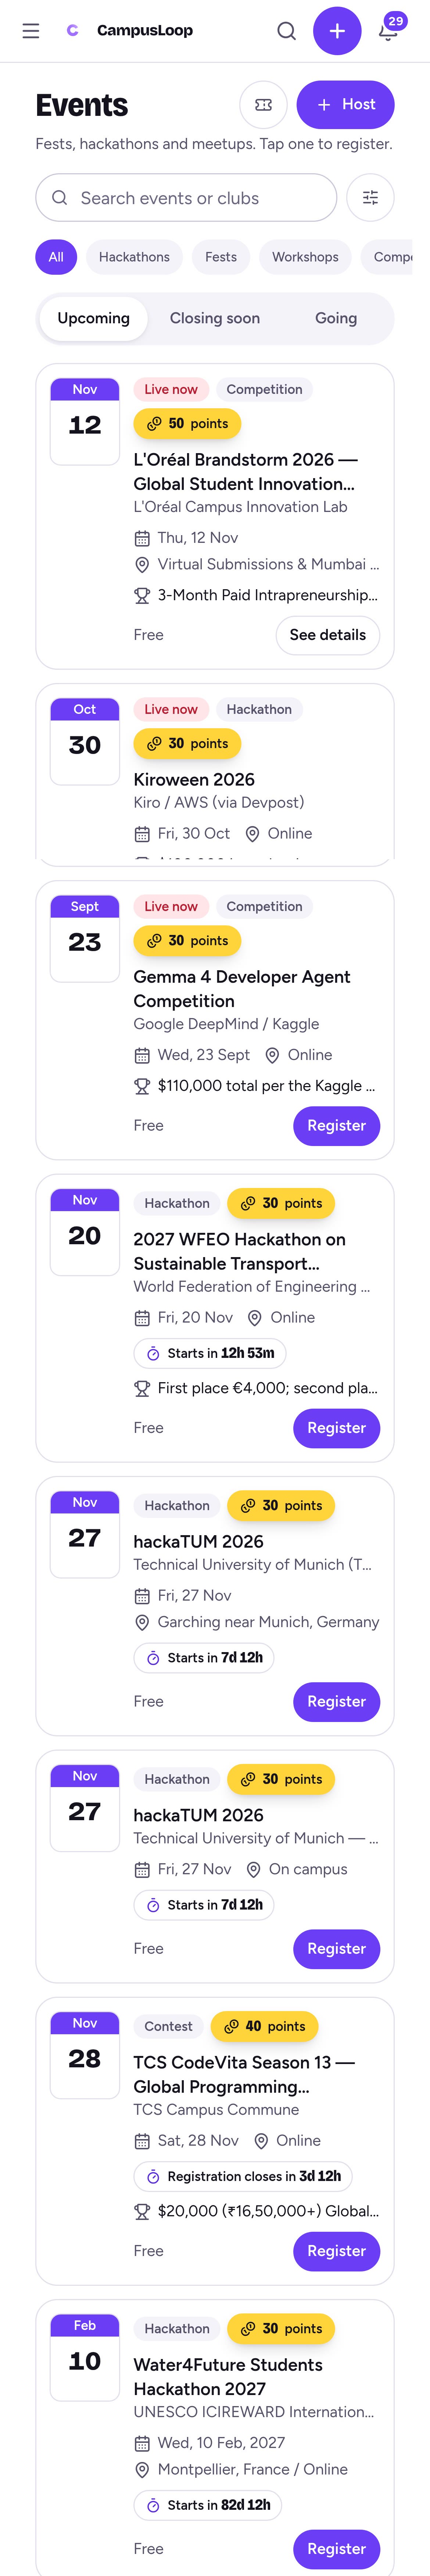 CampusLoop
29
Events
Host
Fests, hackathons and meetups. Tap one to register.
Search events or clubs
All Hackathons Fests Workshops Compe
Upcoming Closing soon Going
Nov
12
Live now Competition
50 points
L'Oréal Brandstorm 2026 —
Global Student Innovation...
L'Oréal Campus Innovation Lab
Thu, 12 Nov
Virtual Submissions & Mumbai ...
3-Month Paid Intrapreneurship...
Free See details
Oct
30
Live now Hackathon
30 points
Kiroween 2026
Kiro / AWS (via Devpost)
Fri, 30 Oct Online
Sept
23
Live now Competition
30 points
Gemma 4 Developer Agent
Competition
Google DeepMind / Kaggle
Wed, 23 Sept Online
$110,000 total per the Kaggle ...
Free Register
Nov
20
Hackathon 30 points
2027 WFEO Hackathon on
Sustainable Transport...
World Federation of Engineering ...
Fri, 20 Nov Online
Starts in 12h 53m
First place €4,000; second pla...
Free Register
Nov
27
Hackathon 30 points
hackaTUM 2026
Technical University of Munich (T...
Fri, 27 Nov
Garching near Munich, Germany
Starts in 7d 12h
Free Register
Nov
27
Hackathon 30 points
hackaTUM 2026
Technical University of Munich — ...
Fri, 27 Nov On campus
Starts in 7d 12h
Free Register
Nov
28
Contest 40 points
TCS CodeVita Season 13 —
Global Programming...
TCS Campus Commune
Sat, 28 Nov Online
Registration closes in 3d 12h
$20,000 (₹16,50,000+) Global...
Free Register
Feb
10
Hackathon 30 points
Water4Future Students
Hackathon 2027
UNESCO ICIREWARD Internation...
Wed, 10 Feb, 2027
Montpellier, France / Online
Starts in 82d 12h
Free Register